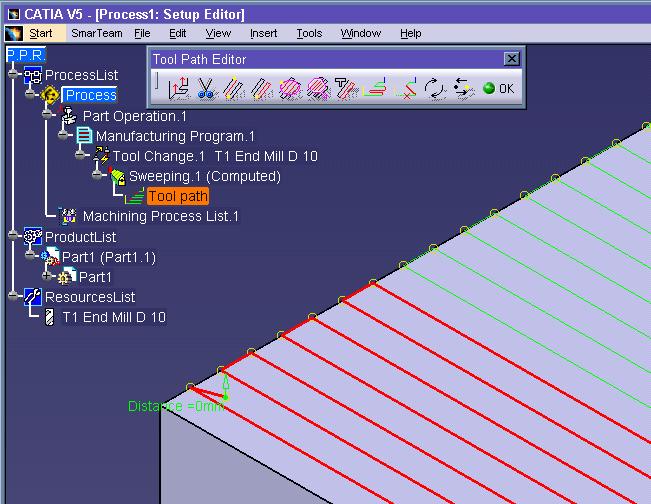 CATIA V5 - [Process1: Setup Editor]
Start SmarTeam File Edit View Insert Tools Window Help
P.P.R.
Tool Path Editor
OK
ProcessList
Process
Part Operation.1
Manufacturing Program.1
Tool Change.1 T1 End Mill D 10
Sweeping.1 (Computed)
Tool path
Machining Process List.1
ProductList
Part1 (Part1.1)
Part1
ResourcesList
T1 End Mill D 10
Distance =0mm